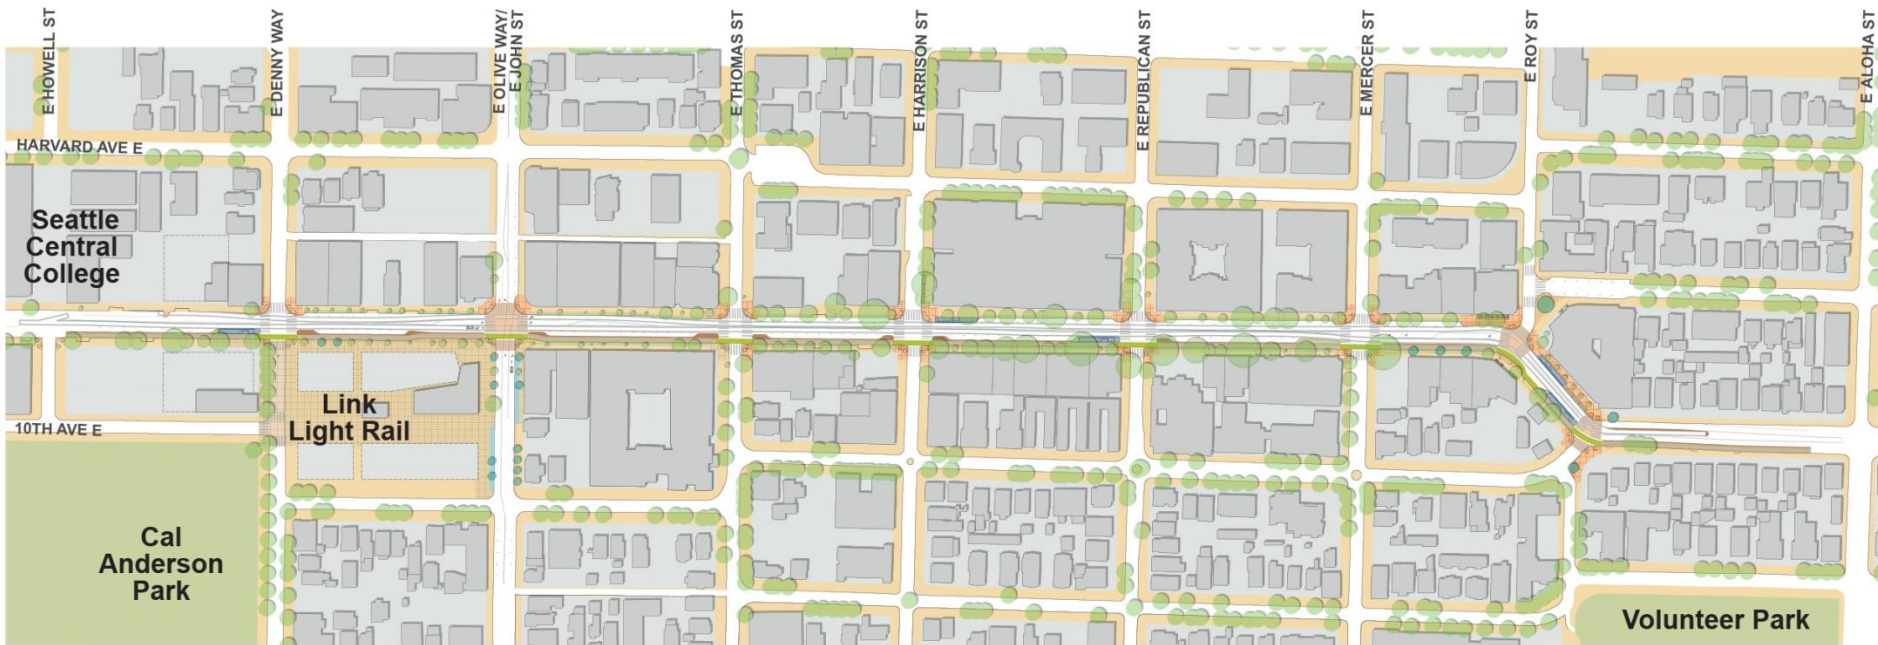 E HOWELL ST
E DENNY WAY
E OLIVE WAY/
E JOHN ST
E THOMAS ST
E HARRISON ST
E REPUBLICAN ST
E MERCER ST
E ROY ST
E ALOHA ST
HARVARD AVE E
Seattle
Central
College
Link
Light Rail
10TH AVE E
Cal
Anderson
Park
Volunteer Park